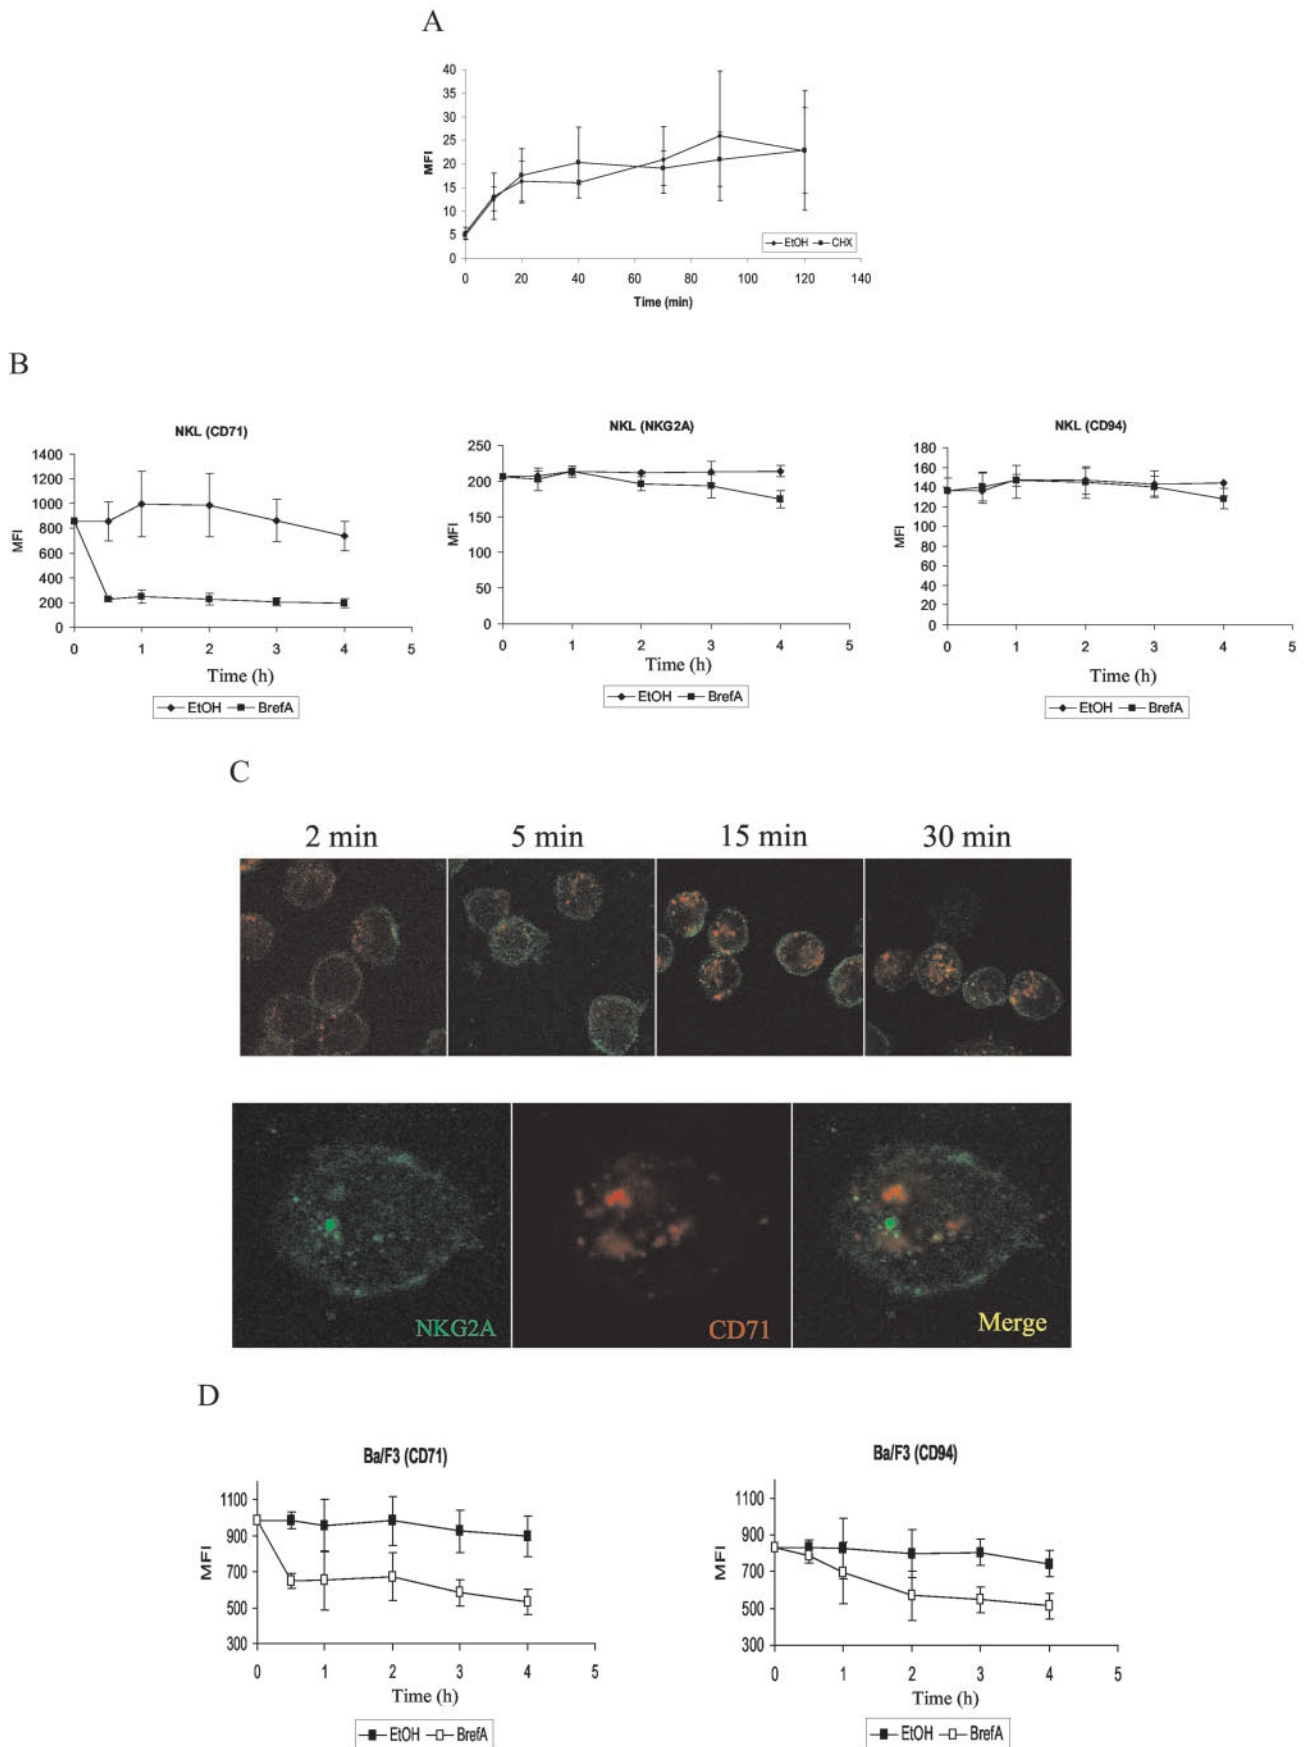 A
40
35
30
25
20
15
10
5
0
MFI
0 20 40 60 80 100 120 140
Time (min)
EtOH CHX
B
NKL (CD71)
1400
1200
1000
800
600
400
200
0
MFI
0 1 2 3 4 5
Time (h)
EtOH BrefA
NKL (NKG2A)
250
200
150
100
50
0
MFI
0 1 2 3 4 5
Time (h)
EtOH BrefA
NKL (CD94)
180
160
140
120
100
80
60
40
20
0
MFI
0 1 2 3 4 5
Time (h)
EtOH BrefA
C
2 min 5 min 15 min 30 min
NKG2A CD71 Merge
D
Ba/F3 (CD71)
1100
900
700
500
300
MFI
0 1 2 3 4 5
Time (h)
EtOH BrefA
Ba/F3 (CD94)
1100
900
700
500
300
MFI
0 1 2 3 4 5
Time (h)
EtOH BrefA